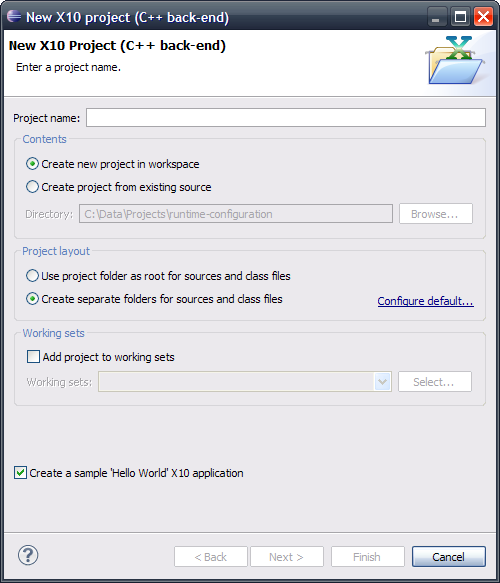 New X10 project (C++ back-end)
New X10 Project (C++ back-end)
Enter a project name.
Project name:
Contents
Create new project in workspace
Create project from existing source
Directory: C:\Data\Projects\runtime-configuration Browse...
Project layout
Use project folder as root for sources and class files
Create separate folders for sources and class files Configure default...
Working sets
Add project to working sets
Working sets: Select...
Create a sample 'Hello World' X10 application
? < Back Next > Finish Cancel